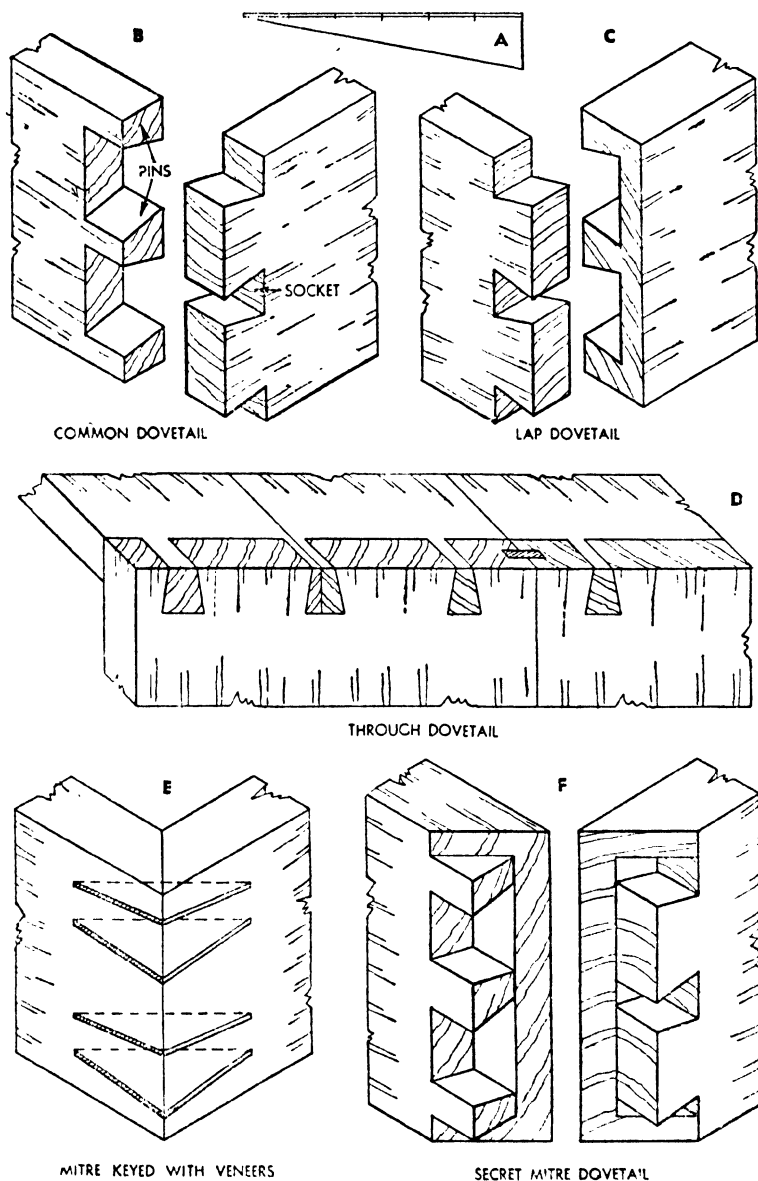 B
A
C
PINS
SOCKET
COMMON DOVETAIL
LAP DOVETAIL
D
THROUGH DOVETAIL
E
F
MITRE KEYED WITH VENEERS
SECRET MITRE DOVETAIL